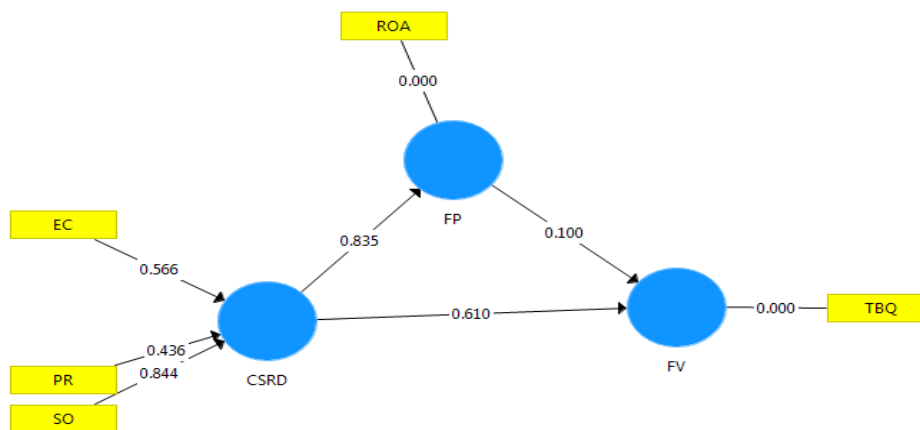 ROA
0.000
FP
EC
0.835
0.100
0.566
0.610
0.000
TBQ
0.436
PR
0.844
CSRD
FV
SO